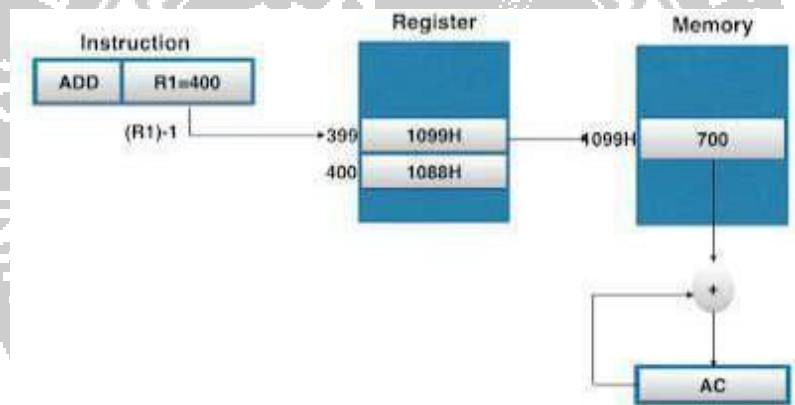 Instruction
Register
Memory
ADD R1=400
(R1)-1
399 1099H
1099H 700
400 1088H
+
AC